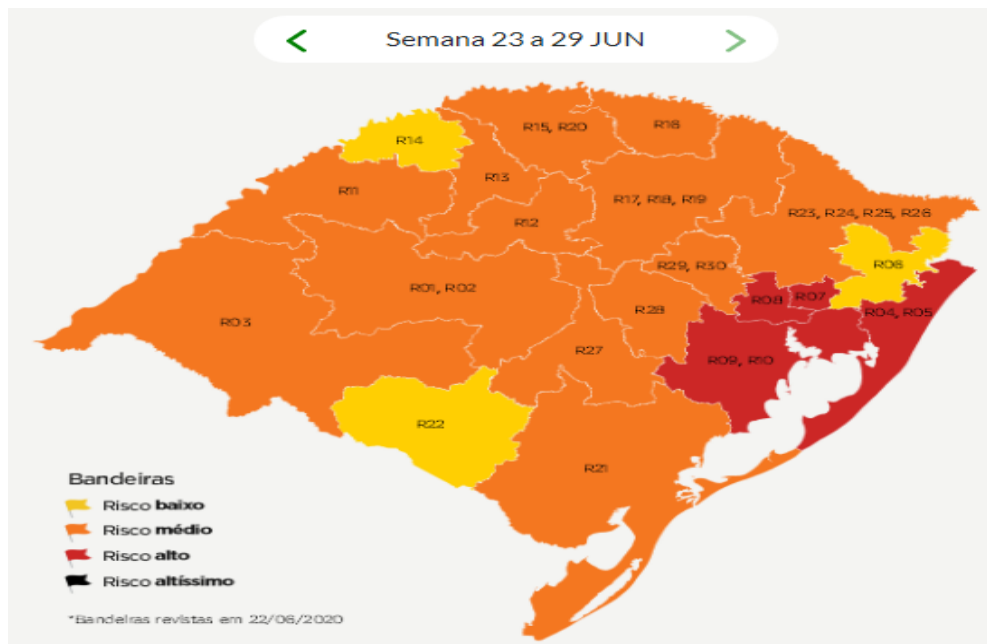 Semana 23 a 29 JUN
R15, R20
R16
R14
R13
R11
R17, R18, R19
R23, R24, R25, R26
R12
R29, R30
R06
R01, R02
R08
R07
R28
R04, R05
R03
R27
R09, R10
R22
R21
Bandeiras
Risco baixo
Risco médio
Risco alto
Risco altíssimo
*Bandeiras revistas em 22/06/2020